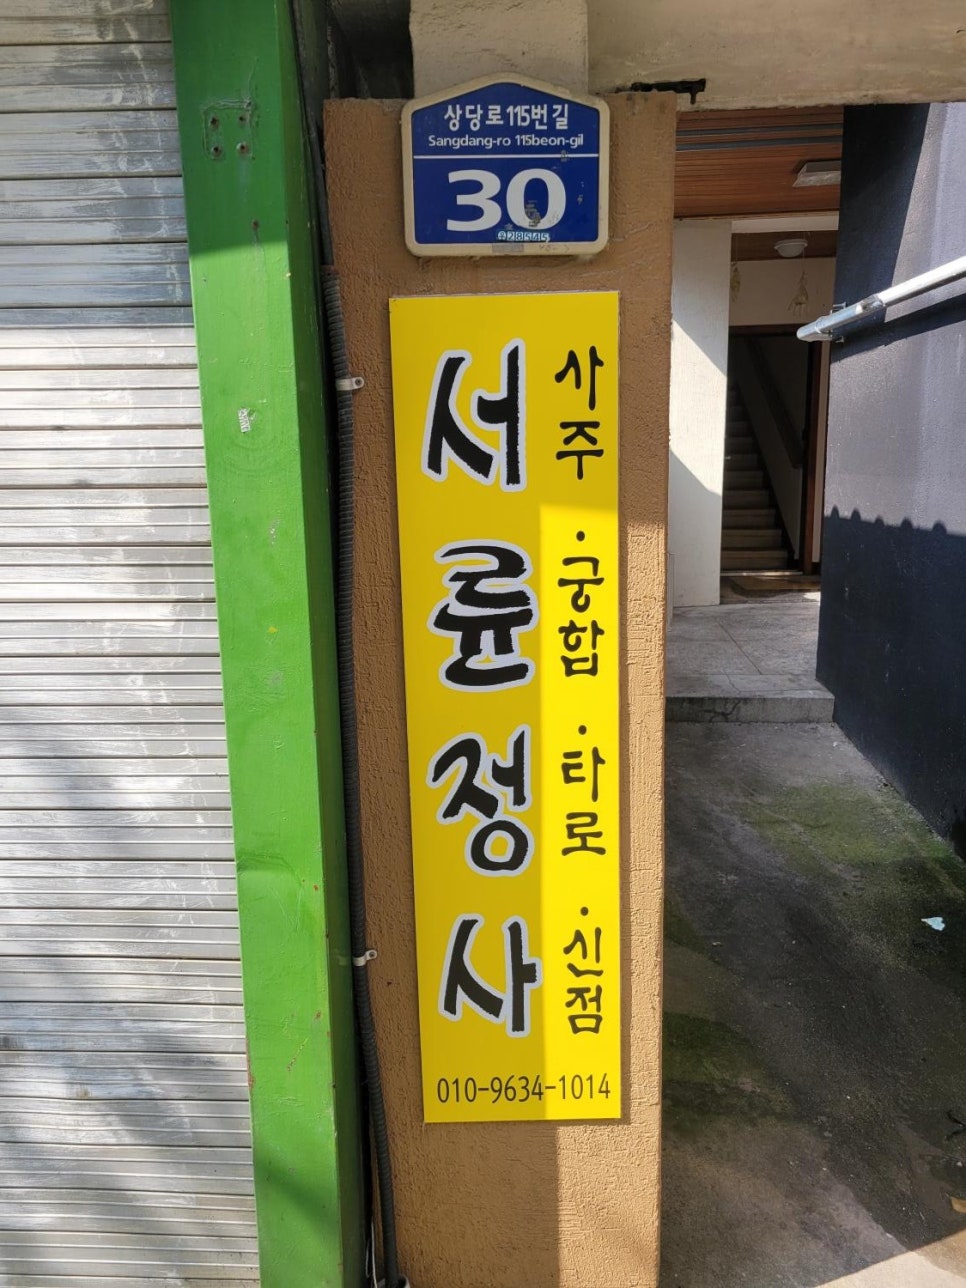 상당로115번길
Sangdang-ro 115beon-gil
30
서륜정사
사주·궁합·타로·신점
010-9634-1014